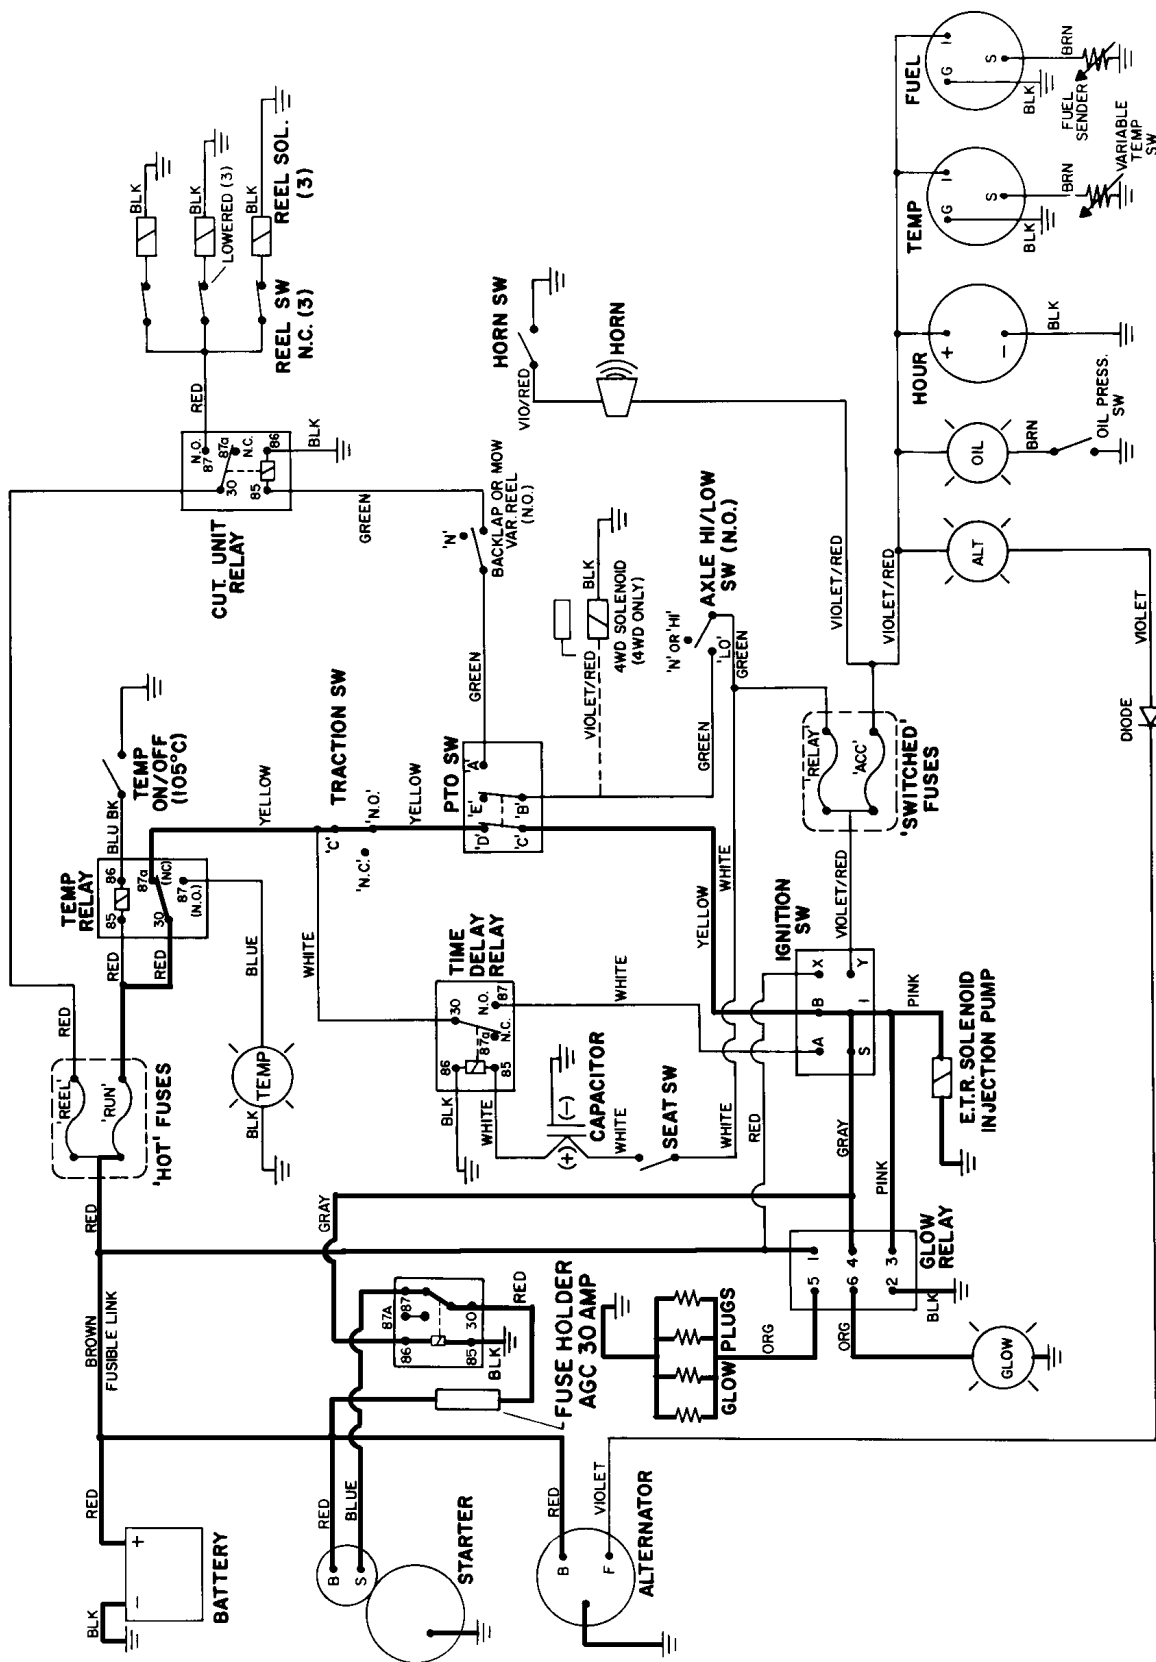 BATTERY
+
-
BLK
RED
BROWN
FUSIBLE LINK
RED
'HOT' FUSES
'REEL'
'RUN'
RED
RED
RED
TEMP
RELAY
85
86
30
87a
(NC)
87
(N.O.)
BLU BK
TEMP
ON/OFF
(105°C)
BLUE
TEMP
BLK
YELLOW
CUT. UNIT
RELAY
N.O.
87
87a
N.C.
30
85
86
BLK
RED
REEL SW
N.C. (3)
LOWERED (3)
REEL SOL.
(3)
BLK
BLK
BLK
GREEN
STARTER
B
S
RED
BLUE
GRAY
87A
87
86
85
30
BLK
RED
FUSE HOLDER
AGC 30 AMP
WHITE
TIME
DELAY
RELAY
30
N.O.
87
87a
N.C.
86
85
BLK
WHITE
CAPACITOR
(+)
(-)
WHITE
SEAT SW
WHITE
WHITE
TRACTION SW
'C'
'N.O.'
'N.C.'
YELLOW
PTO SW
'A'
'E'
'D'
'B'
'C'
GREEN
'N'
BACKLAP OR MOW
VAR. REEL
(N.O.)
VIOLET/RED
BLK
4WD SOLENOID
(4WD ONLY)
GREEN
AXLE HI/LOW
SW (N.O.)
'N' OR 'HI'
'LO'
GREEN
YELLOW
WHITE
HORN SW
VIO/RED
HORN
ALTERNATOR
B
F
RED
VIOLET
GLOW PLUGS
ORG
ORG
GLOW
GLOW
RELAY
1
5
4
6
3
2
BLK
RED
GRAY
PINK
PINK
E.T.R. SOLENOID
INJECTION PUMP
IGNITION
SW
A
B
X
S
I
Y
VIOLET/RED
'SWITCHED'
FUSES
'RELAY'
'ACC'
VIOLET/RED
VIOLET/RED
DIODE
VIOLET
ALT
OIL
BRN
OIL PRESS.
SW
HOUR
+
-
BLK
TEMP
I
G
S
BLK
BRN
VARIABLE
TEMP
SW
FUEL
I
G
S
BLK
BRN
FUEL
SENDER